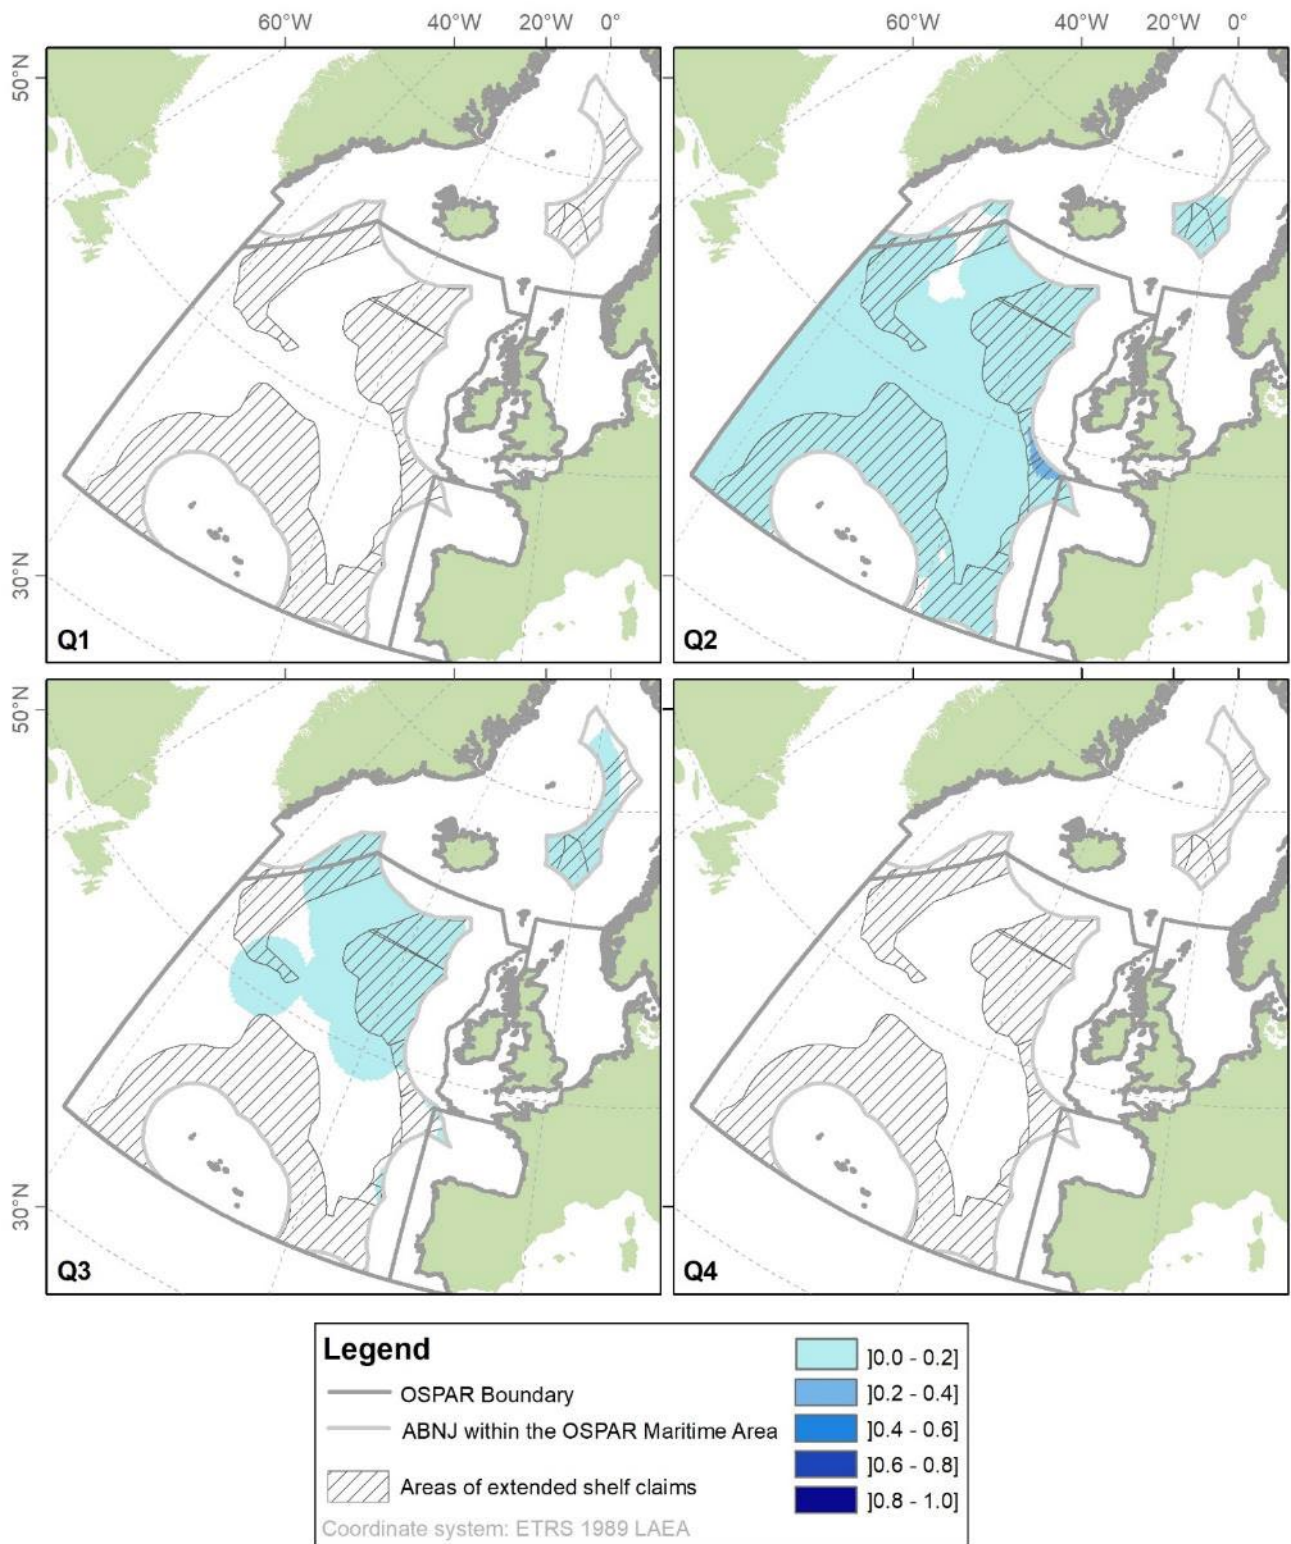 60°W 40°W 20°W 0° 60°W 40°W 20°W 0°
50°N
30°N
Q1 Q2
50°N
30°N
Q3 Q4
Legend
OSPAR Boundary
ABNJ within the OSPAR Maritime Area
Areas of extended shelf claims
Coordinate system: ETRS 1989 LAEA
]0.0 - 0.2]
]0.2 - 0.4]
]0.4 - 0.6]
]0.6 - 0.8]
]0.8 - 1.0]